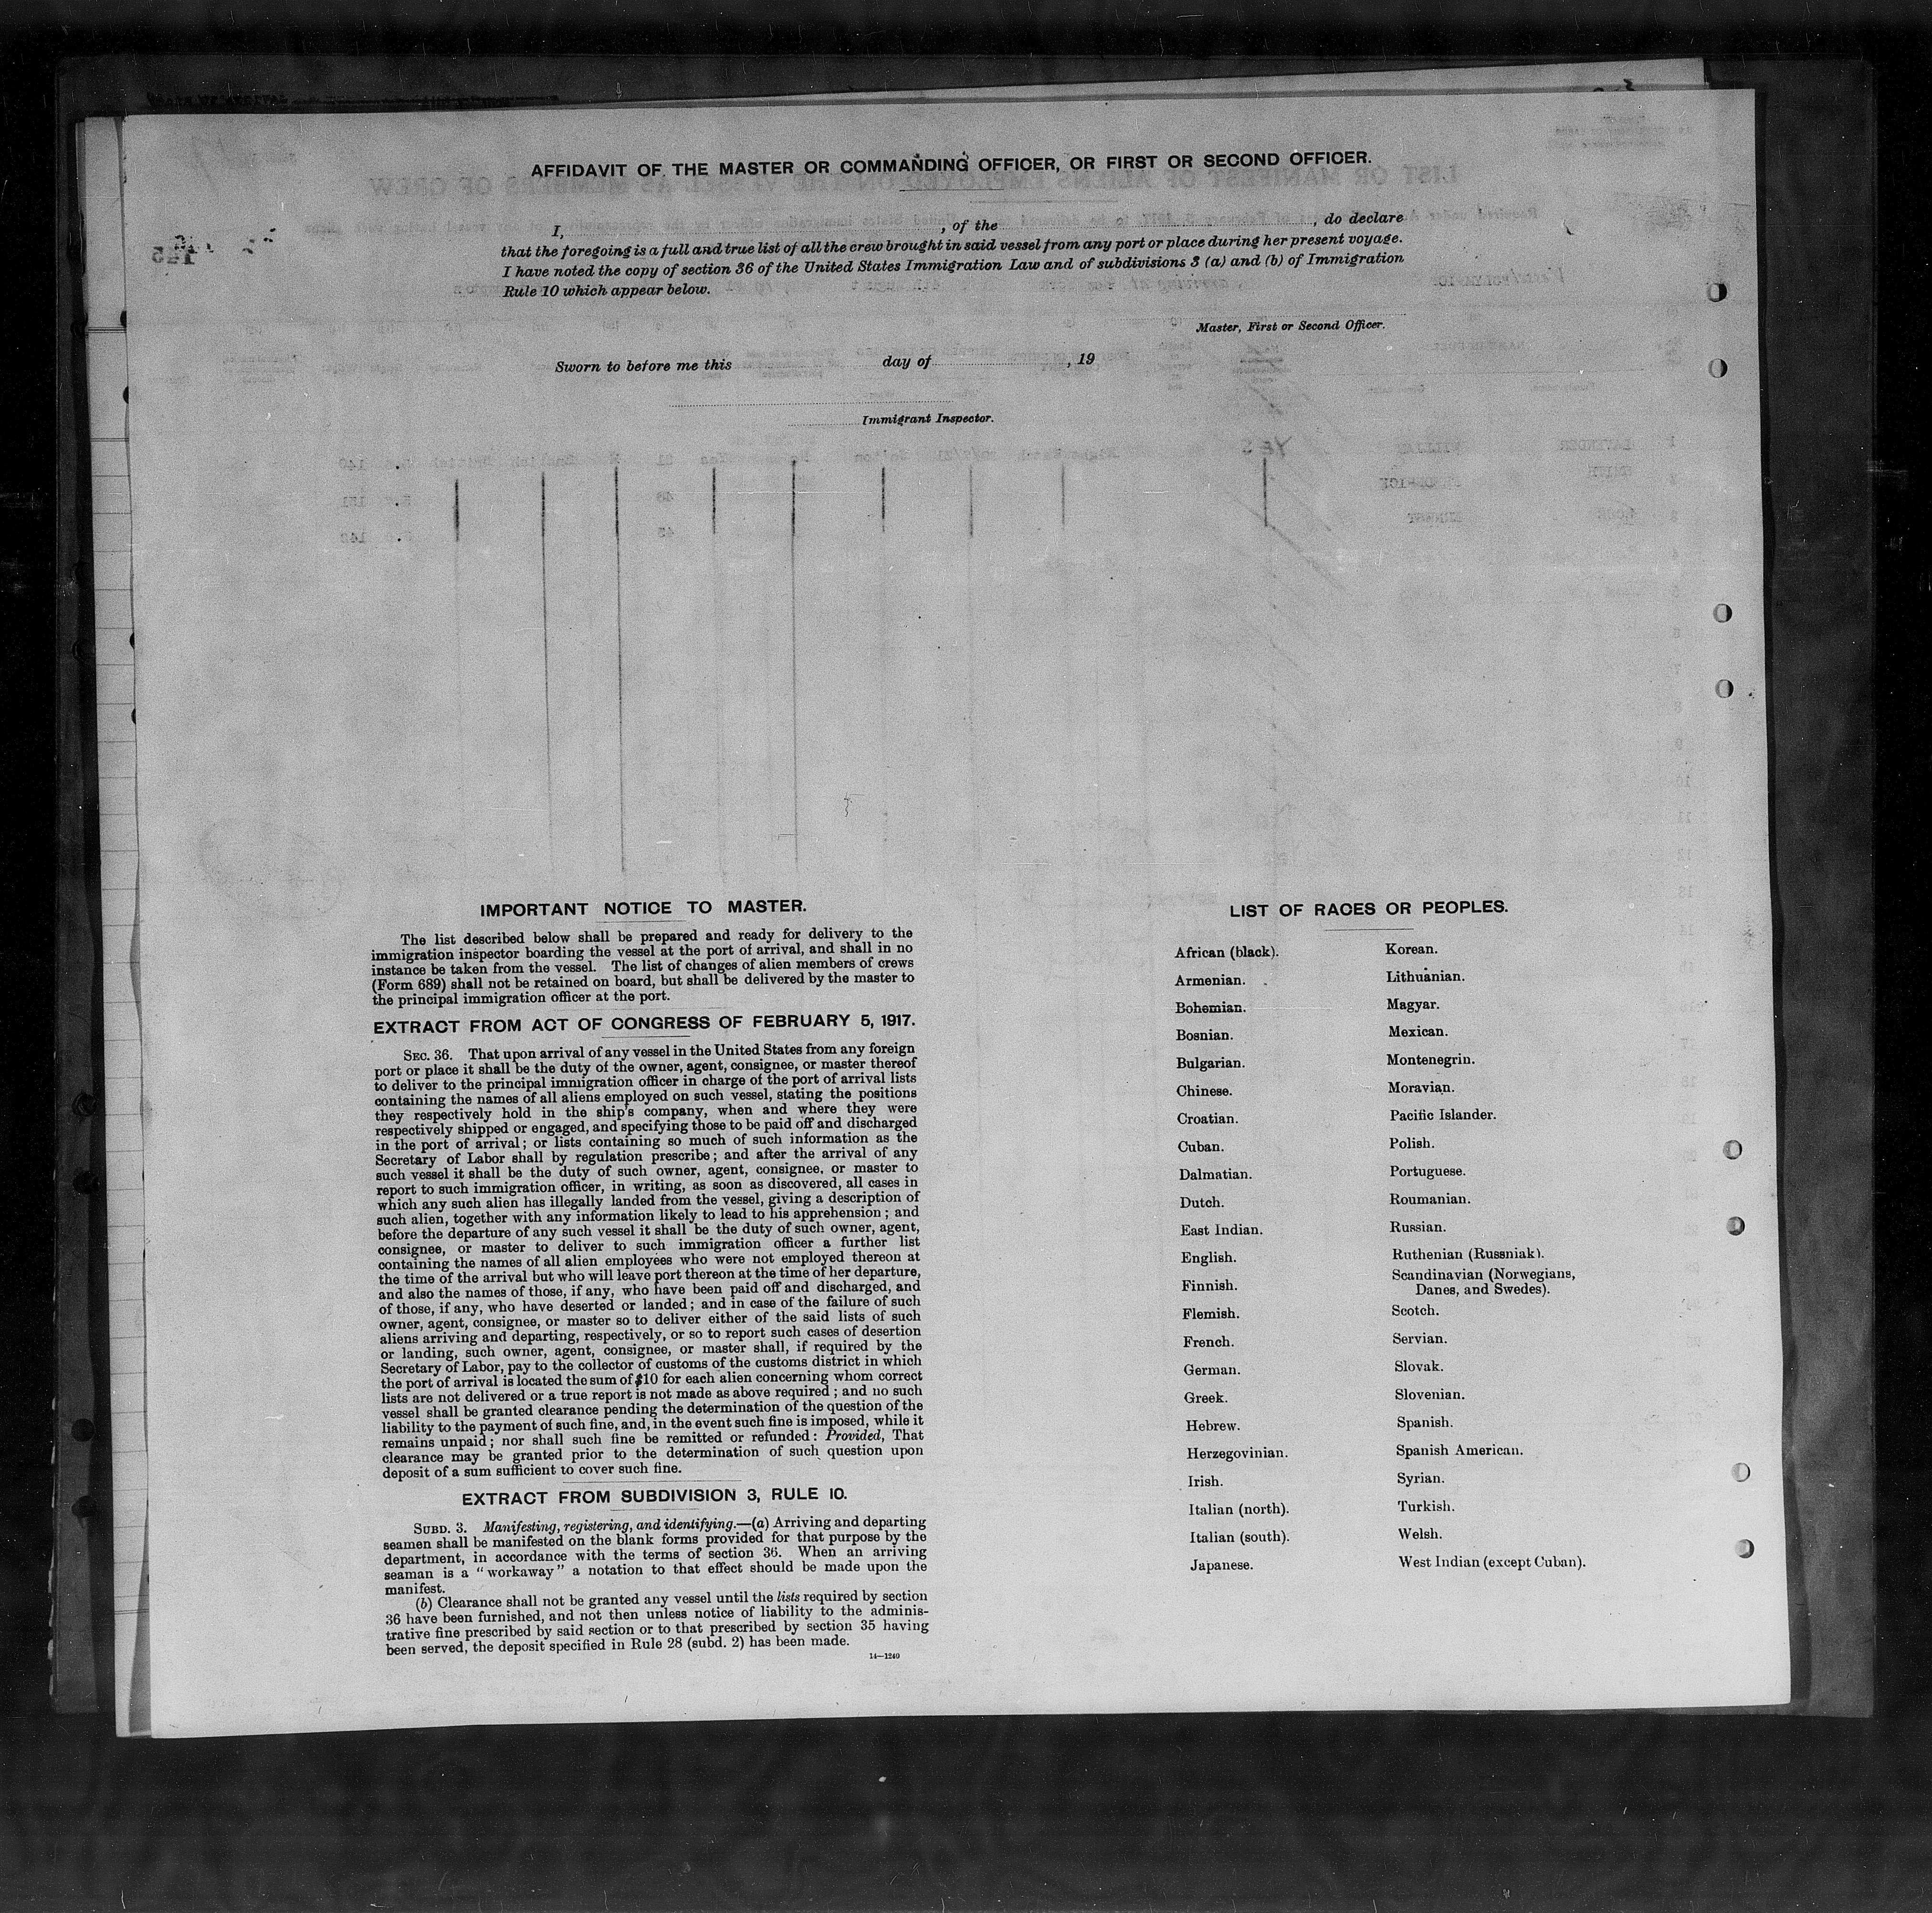 AFFIDAVIT OF THE MASTER OR COMMANDING OFFICER, OR FIRST OR SECOND OFFICER.
I, , of the , do declare
that the foregoing is a full and true list of all the crew brought in said vessel from any port or place during her present voyage.
I have noted the copy of section 36 of the United States Immigration Law and of subdivisions 3 (a) and (b) of Immigration
Rule 10 which appear below.
Master, First or Second Officer.
Sworn to before me this day of , 19
Immigrant Inspector.
IMPORTANT NOTICE TO MASTER.
The list described below shall be prepared and ready for delivery to the
immigration inspector boarding the vessel at the port of arrival, and shall in no
instance be taken from the vessel. The list of changes of alien members of crews
(Form 689) shall not be retained on board, but shall be delivered by the master to
the principal immigration officer at the port.
EXTRACT FROM ACT OF CONGRESS OF FEBRUARY 5, 1917.
SEC. 36. That upon arrival of any vessel in the United States from any foreign
port or place it shall be the duty of the owner, agent, consignee, or master thereof
to deliver to the principal immigration officer in charge of the port of arrival lists
containing the names of all aliens employed on such vessel, stating the positions
they respectively hold in the ship's company, when and where they were
respectively shipped or engaged, and specifying those to be paid off and discharged
in the port of arrival; or lists containing so much of such information as the
Secretary of Labor shall by regulation prescribe; and after the arrival of any
such vessel it shall be the duty of such owner, agent, consignee, or master to
report to such immigration officer, in writing, as soon as discovered, all cases in
which any such alien has illegally landed from the vessel, giving a description of
such alien, together with any information likely to lead to his apprehension; and
before the departure of any such vessel it shall be the duty of such owner, agent,
consignee, or master to deliver to such immigration officer a further list
containing the names of all alien employees who were not employed thereon at
the time of the arrival but who will leave port thereon at the time of her departure,
and also the names of those, if any, who have been paid off and discharged, and
of those, if any, who have deserted or landed; and in case of the failure of such
owner, agent, consignee, or master so to deliver either of the said lists of such
aliens arriving and departing, respectively, or so to report such cases of desertion
or landing, such owner, agent, consignee, or master shall, if required by the
Secretary of Labor, pay to the collector of customs of the customs district in which
the port of arrival is located the sum of $10 for each alien concerning whom correct
lists are not delivered or a true report is not made as above required; and no such
vessel shall be granted clearance pending the determination of the question of the
liability to the payment of such fine, and, in the event such fine is imposed, while it
remains unpaid; nor shall such fine be remitted or refunded: Provided, That
clearance may be granted prior to the determination of such question upon
deposit of a sum sufficient to cover such fine.
EXTRACT FROM SUBDIVISION 3, RULE 10.
SUBD. 3. Manifesting, registering, and identifying.—(a) Arriving and departing
seamen shall be manifested on the blank forms provided for that purpose by the
department, in accordance with the terms of section 36. When an arriving
seaman is a "workaway" a notation to that effect should be made upon the
manifest.
(b) Clearance shall not be granted any vessel until the lists required by section
36 have been furnished, and not then unless notice of liability to the adminis-
trative fine prescribed by said section or to that prescribed by section 35 having
been served, the deposit specified in Rule 28 (subd. 2) has been made.
14—1240
LIST OF RACES OR PEOPLES.
African (black).
Armenian.
Bohemian.
Bosnian.
Bulgarian.
Chinese.
Croatian.
Cuban.
Dalmatian.
Dutch.
East Indian.
English.
Finnish.
Flemish.
French.
German.
Greek.
Hebrew.
Herzegovinian.
Irish.
Italian (north).
Italian (south).
Japanese.
Korean.
Lithuanian.
Magyar.
Mexican.
Montenegrin.
Moravian.
Pacific Islander.
Polish.
Portuguese.
Roumanian.
Russian.
Ruthenian (Russniak).
Scandinavian (Norwegians,
Danes, and Swedes).
Scotch.
Servian.
Slovak.
Slovenian.
Spanish.
Spanish American.
Syrian.
Turkish.
Welsh.
West Indian (except Cuban).